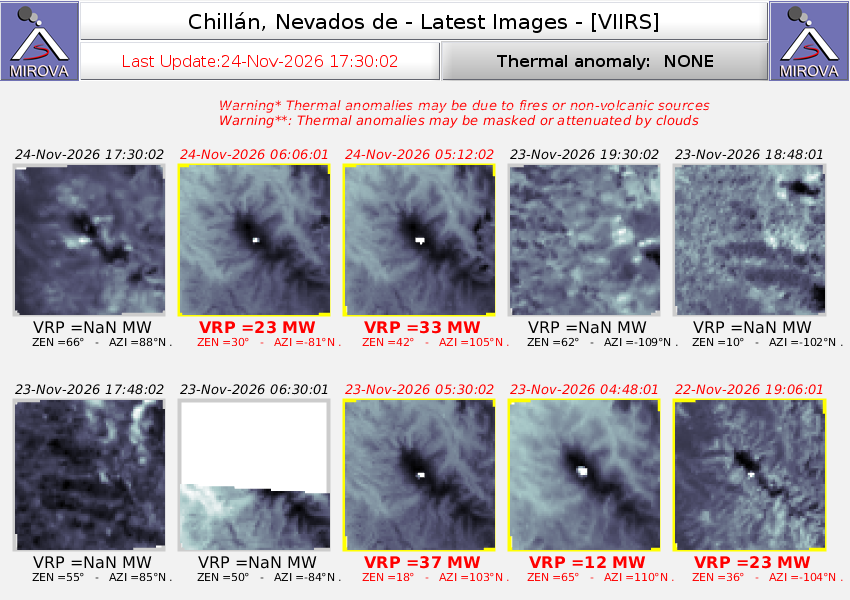 Chillán, Nevados de - Latest Images - [VIIRS]
MIROVA
Last Update:24-Nov-2026 17:30:02
Thermal anomaly: NONE
MIROVA
Warning* Thermal anomalies may be due to fires or non-volcanic sources
Warning**: Thermal anomalies may be masked or attenuated by clouds
24-Nov-2026 17:30:02
24-Nov-2026 06:06:01
24-Nov-2026 05:12:02
23-Nov-2026 19:30:02
23-Nov-2026 18:48:01
VRP =NaN MW
VRP =23 MW
VRP =33 MW
VRP =NaN MW
VRP =NaN MW
ZEN =66° - AZI =88°N .
ZEN =30° - AZI =-81°N .
ZEN =42° - AZI =105°N .
ZEN =62° - AZI =-109°N .
ZEN =10° - AZI =-102°N .
23-Nov-2026 17:48:02
23-Nov-2026 06:30:01
23-Nov-2026 05:30:02
23-Nov-2026 04:48:01
22-Nov-2026 19:06:01
VRP =NaN MW
VRP =NaN MW
VRP =37 MW
VRP =12 MW
VRP =23 MW
ZEN =55° - AZI =85°N .
ZEN =50° - AZI =-84°N .
ZEN =18° - AZI =103°N .
ZEN =65° - AZI =110°N .
ZEN =36° - AZI =-104°N .